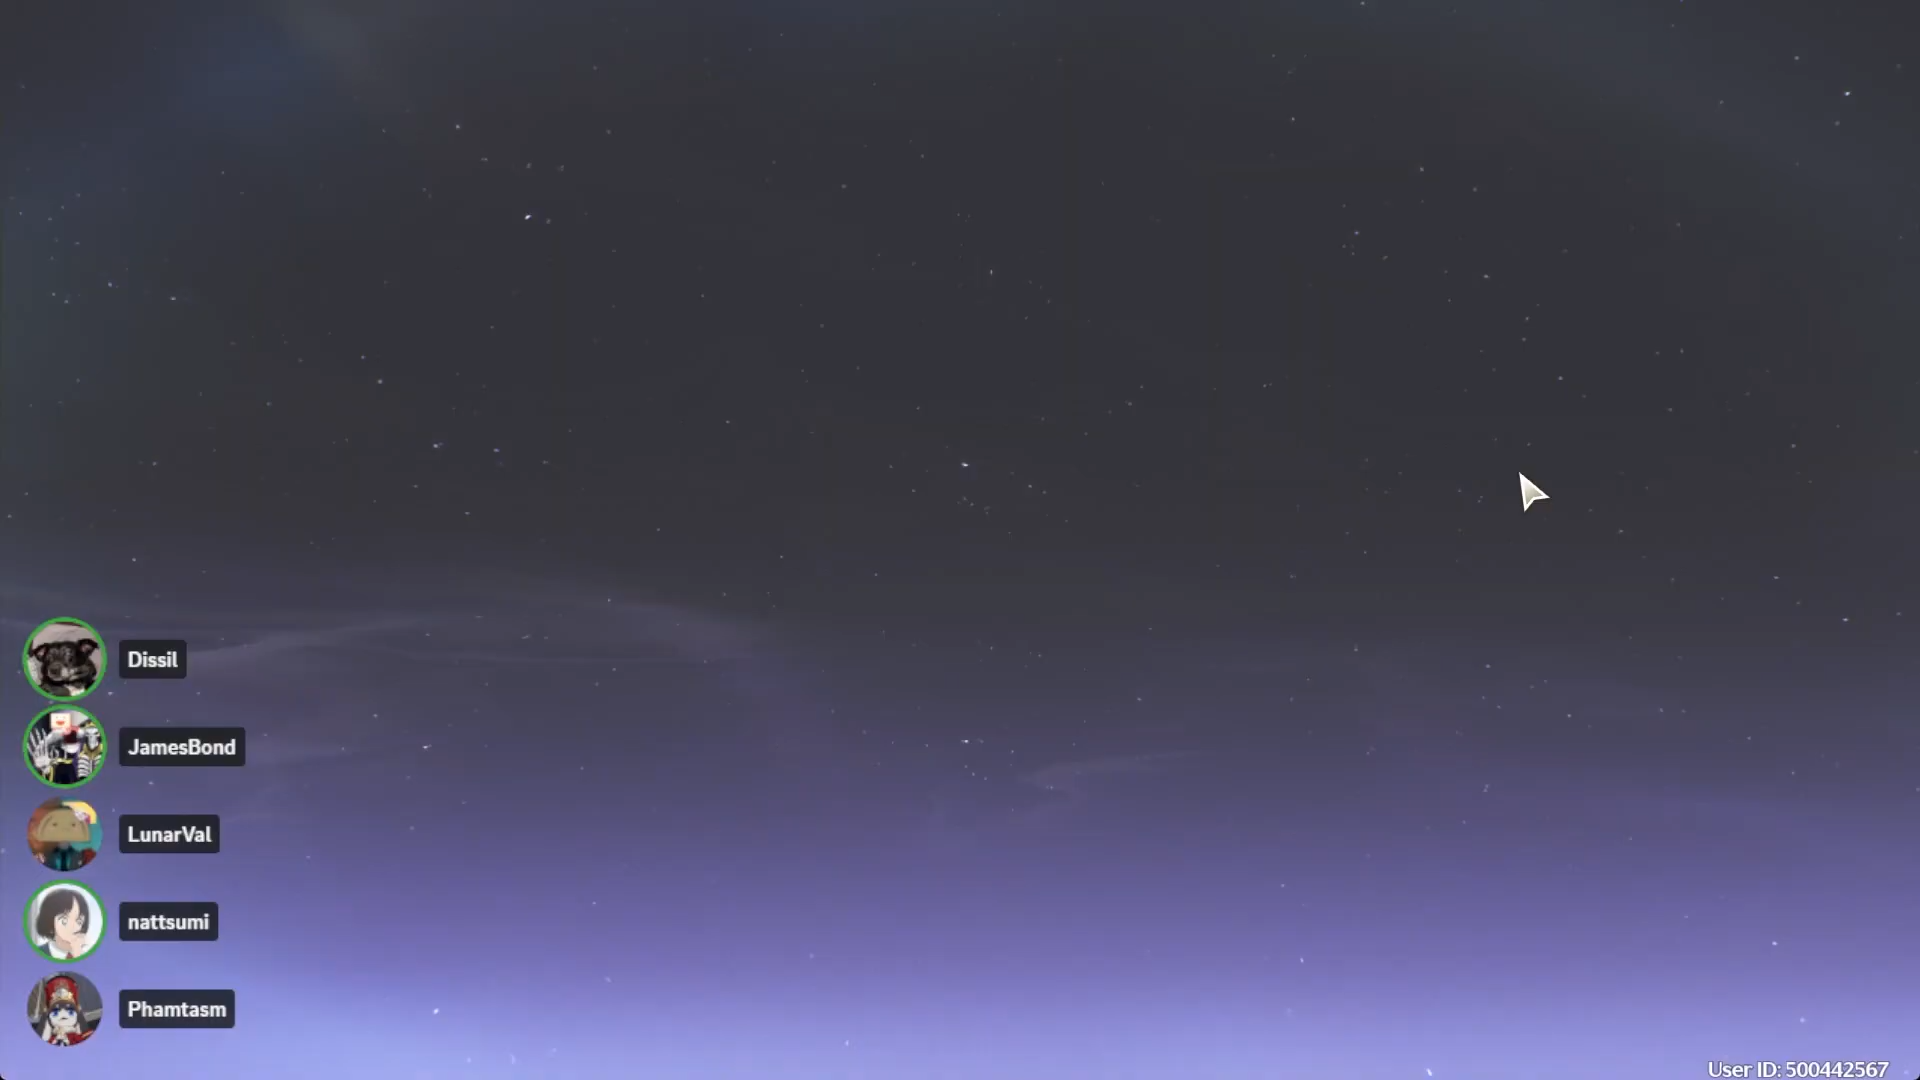 Dissil
JamesBond
LunarVal
nattsumi
Phamtasm
User ID: 500442567